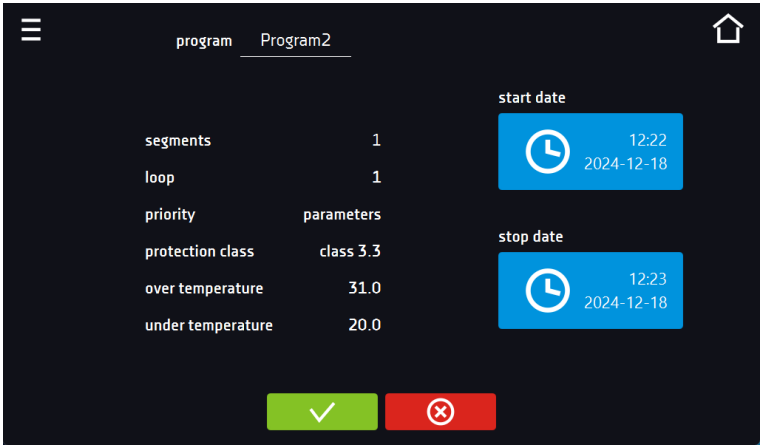 program Program2
start date
12:22
2024-12-18
segments 1
loop 1
priority parameters
protection class class 3.3
over temperature 31.0
under temperature 20.0
stop date
12:23
2024-12-18